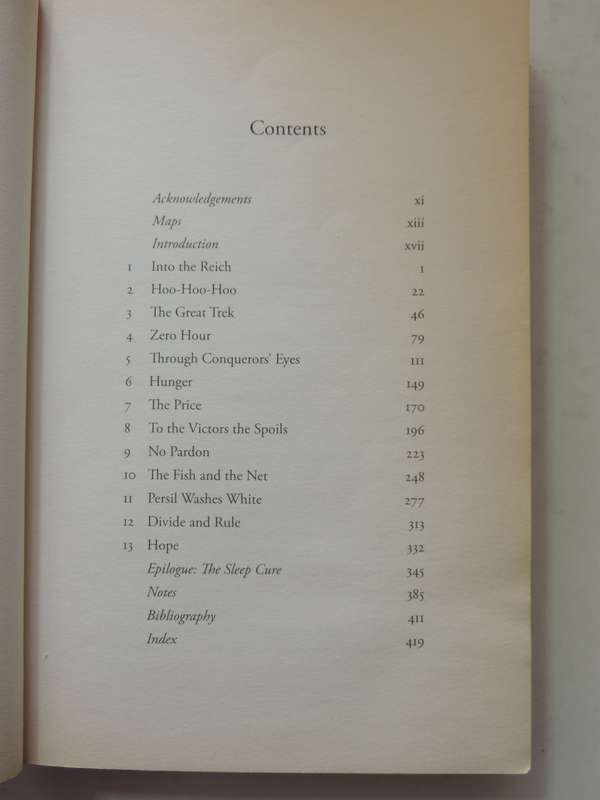 Contents
Acknowledgements xi
Maps xiii
Introduction xvii
1 Into the Reich 1
2 Hoo-Hoo-Hoo 22
3 The Great Trek 46
4 Zero Hour 79
5 Through Conquerors’ Eyes 111
6 Hunger 149
7 The Price 170
8 To the Victors the Spoils 196
9 No Pardon 223
10 The Fish and the Net 248
11 Persil Washes White 277
12 Divide and Rule 313
13 Hope 332
Epilogue: The Sleep Cure 345
Notes 385
Bibliography 411
Index 419